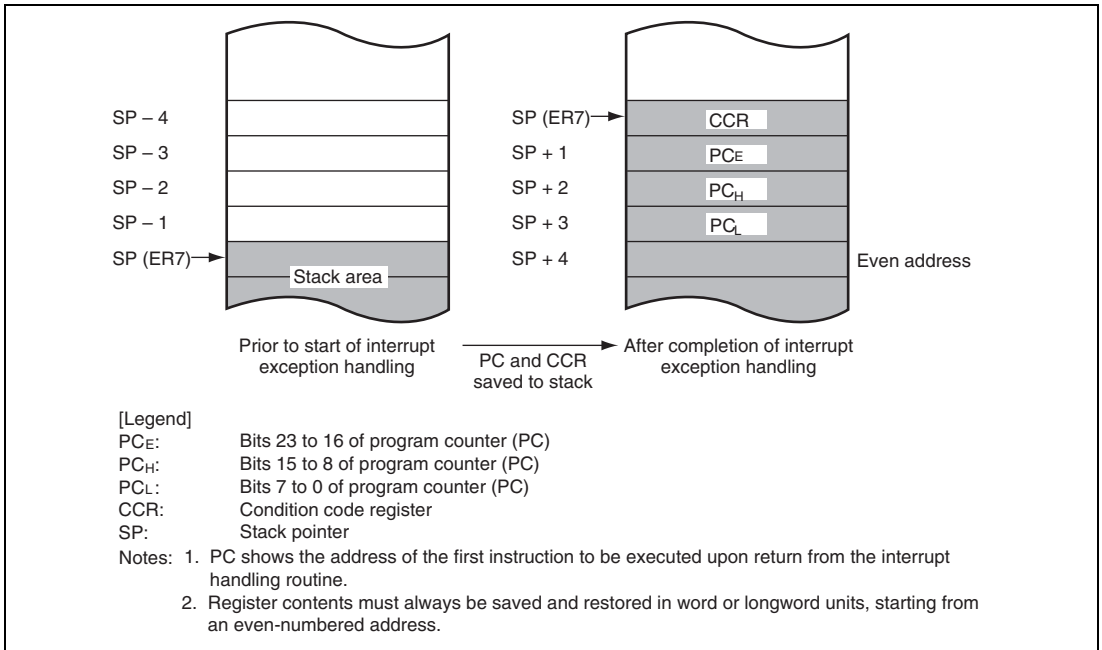 SP – 4
SP – 3
SP – 2
SP – 1
SP (ER7)
Stack area
Prior to start of interrupt
exception handling
PC and CCR
saved to stack
SP (ER7)
SP + 1
SP + 2
SP + 3
SP + 4
CCR
PCE
PCH
PCL
Even address
After completion of interrupt
exception handling
[Legend]
PCE: Bits 23 to 16 of program counter (PC)
PCH: Bits 15 to 8 of program counter (PC)
PCL: Bits 7 to 0 of program counter (PC)
CCR: Condition code register
SP: Stack pointer
Notes: 1. PC shows the address of the first instruction to be executed upon return from the interrupt
handling routine.
2. Register contents must always be saved and restored in word or longword units, starting from
an even-numbered address.